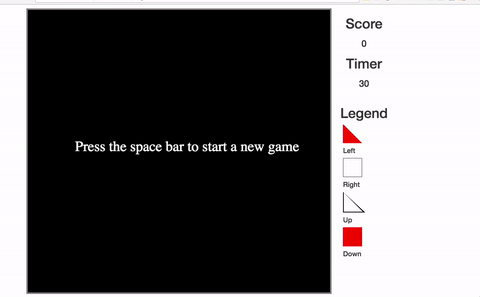 Press the space bar to start a new game
Score
0
Timer
30
Legend
Left
Right
Up
Down